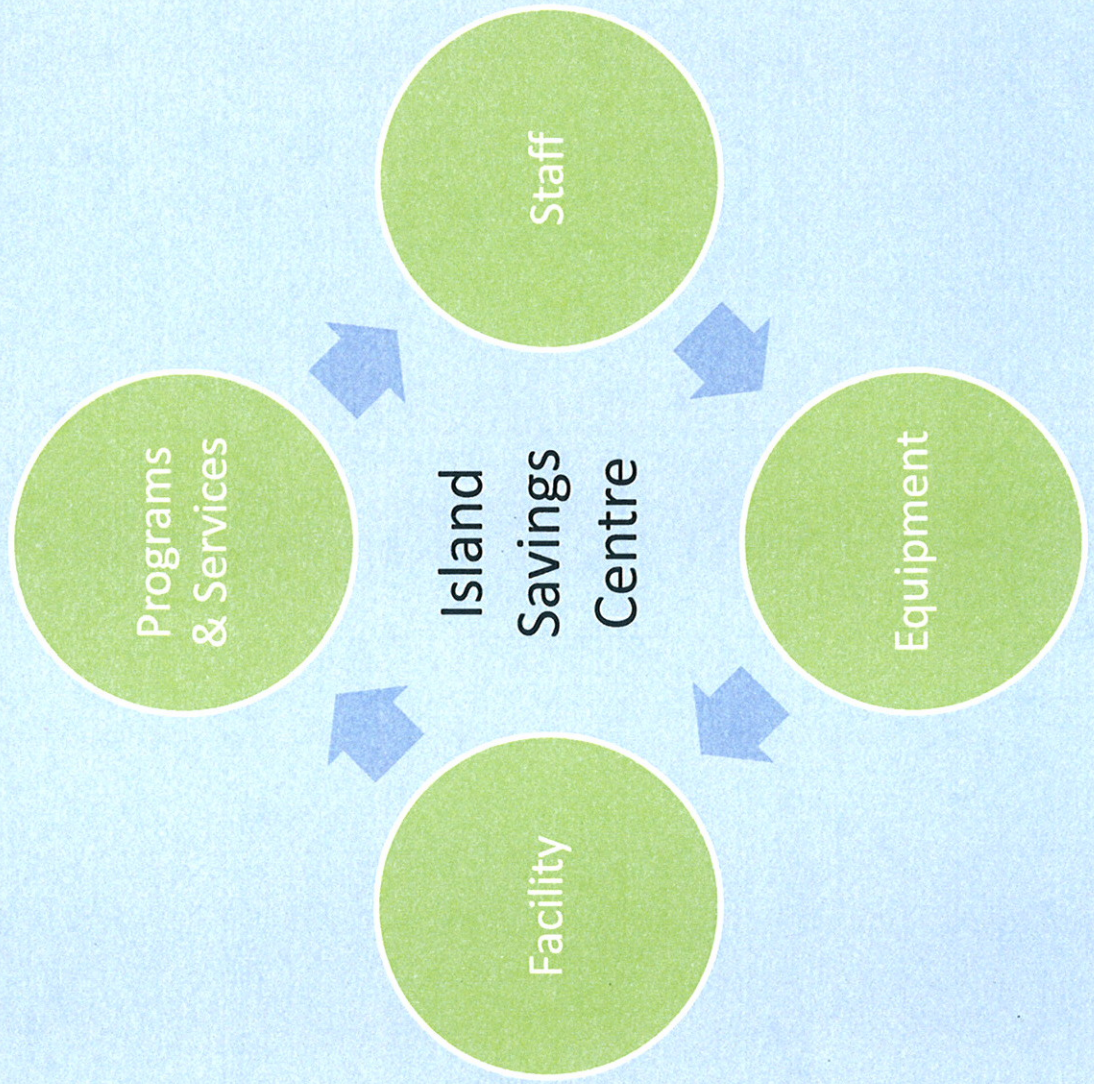 Programs
& Services
Facility
Island
Savings
Centre
Staff
Equipment